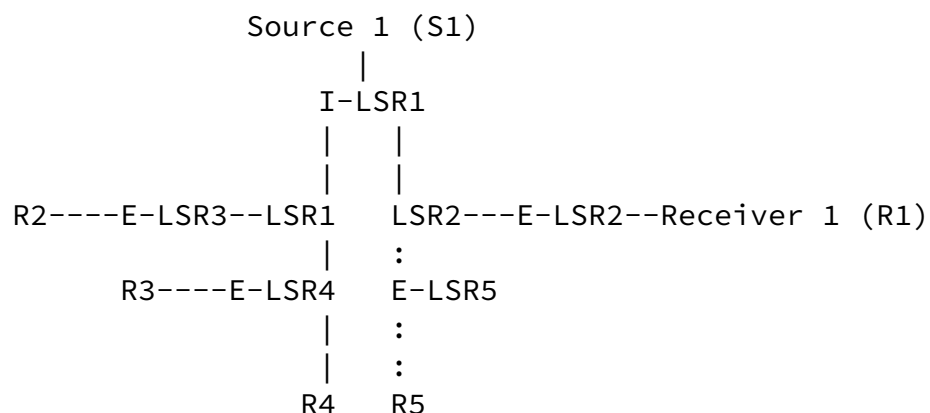 Source 1 (S1)
|
I-LSR1
| |
| |
R2----E-LSR3--LSR1 LSR2---E-LSR2--Receiver 1 (R1)
| :
R3----E-LSR4 E-LSR5
| :
| :
R4 R5